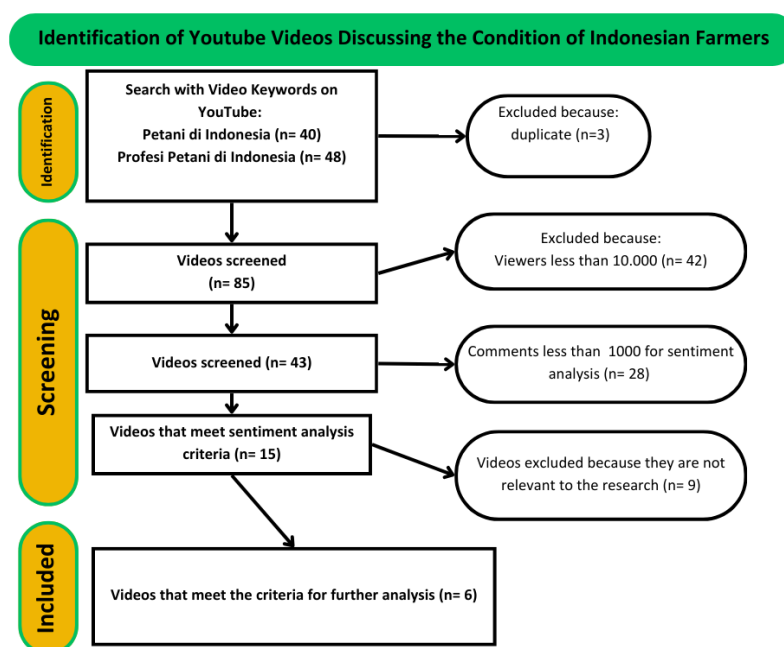 Identification of Youtube Videos Discussing the Condition of Indonesian Farmers
Identification
Search with Video Keywords on
YouTube:
Petani di Indonesia (n= 40)
Profesi Petani di Indonesia (n= 48)
Excluded because:
duplicate (n=3)
Screening
Videos screened
(n= 85)
Excluded because:
Viewers less than 10.000 (n= 42)
Videos screened (n= 43)
Comments less than 1000 for sentiment
analysis (n= 28)
Videos that meet sentiment analysis
criteria (n= 15)
Videos excluded because they are not
relevant to the research (n= 9)
Included
Videos that meet the criteria for further analysis (n= 6)